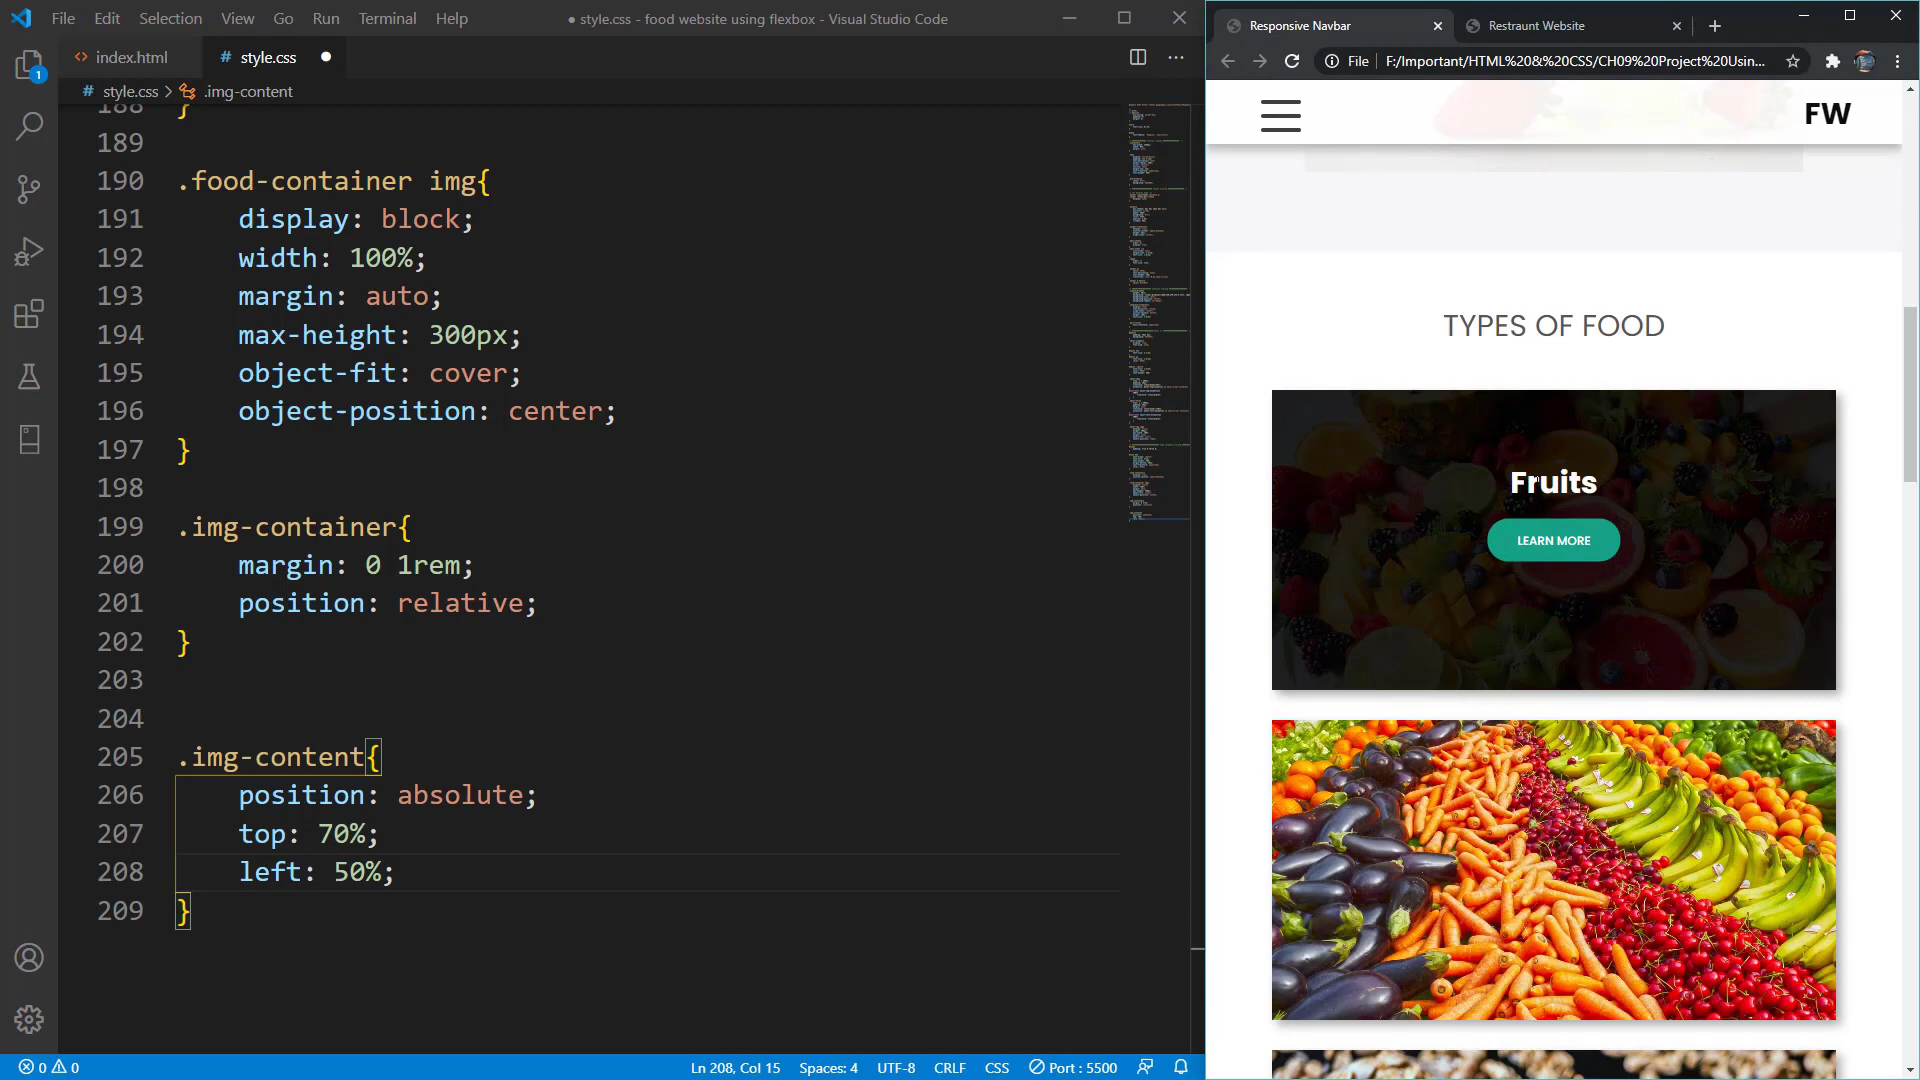 File Edit Selection View Go Run Terminal Help
● style.css - food website using flexbox - Visual Studio Code
index.html
# style.css
# style.css > .img-content
188 }
189
190 .food-container img{
191 display: block;
192 width: 100%;
193 margin: auto;
194 max-height: 300px;
195 object-fit: cover;
196 object-position: center;
197 }
198
199 .img-container{
200 margin: 0 1rem;
201 position: relative;
202 }
203
204
205 .img-content{
206 position: absolute;
207 top: 70%;
208 left: 50%;
209 }
1
0 0 Ln 208, Col 15 Spaces: 4 UTF-8 CRLF CSS Port : 5500
Responsive Navbar
Restraunt Website
File F:/Important/HTML%20&%20CSS/CH09%20Project%20Usin...
FW
TYPES OF FOOD
Fruits
LEARN MORE